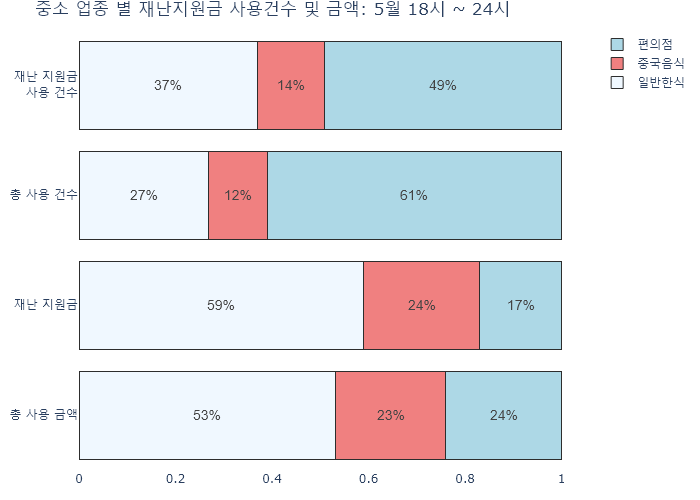 중소 업종 별 재난지원금 사용건수 및 금액: 5월 18시 ~ 24시
편의점
중국음식
일반한식
재난 지원금
사용 건수
37%
14%
49%
총 사용 건수
27%
12%
61%
재난 지원금
59%
24%
17%
총 사용 금액
53%
23%
24%
0
0.2
0.4
0.6
0.8
1